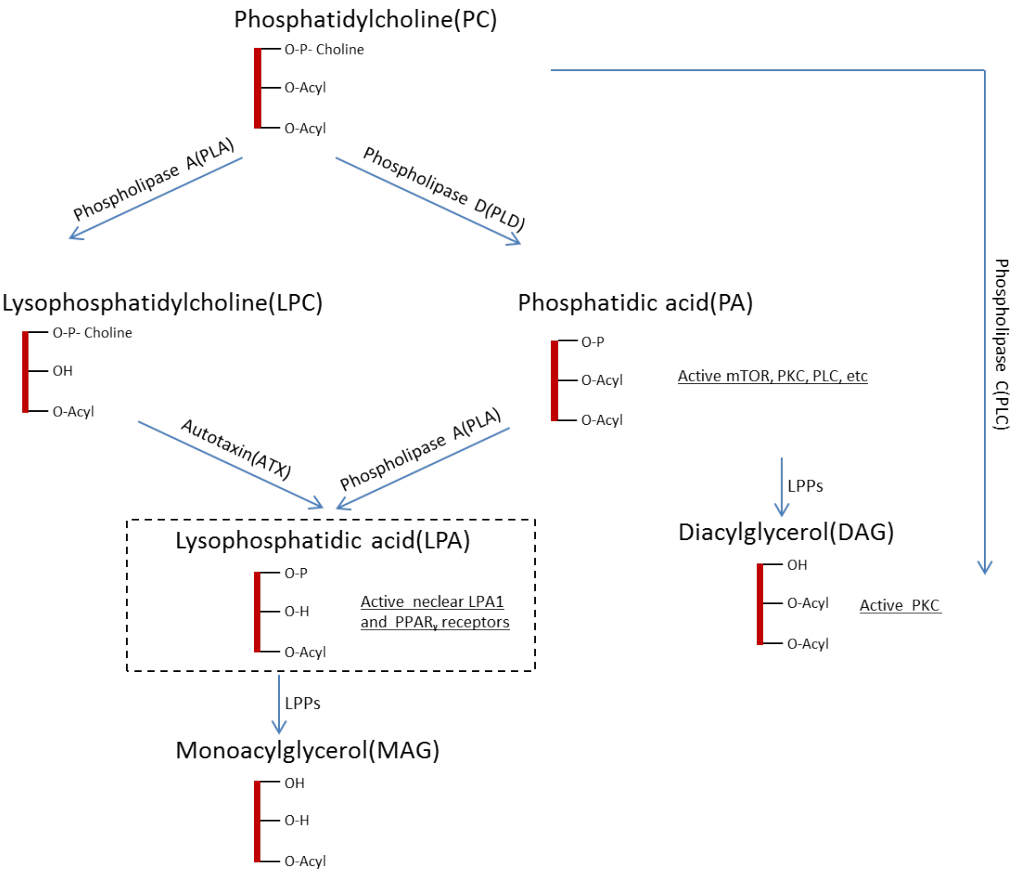 Phosphatidylcholine(PC)
O-P- Choline
O-Acyl
O-Acyl
Phospholipase A(PLA)
Phospholipase D(PLD)
Phospholipase C(PLC)
Lysophosphatidylcholine(LPC)
O-P- Choline
OH
O-Acyl
Phosphatidic acid(PA)
O-P
O-Acyl
O-Acyl
Active mTOR, PKC, PLC, etc
Autotaxin(ATX)
Phospholipase A(PLA)
LPPs
Lysophosphatidic acid(LPA)
O-P
O-H
O-Acyl
Active neclear LPA1
and PPARγ receptors
Diacylglycerol(DAG)
OH
O-Acyl
O-Acyl
Active PKC
LPPs
Monoacylglycerol(MAG)
OH
O-H
O-Acyl